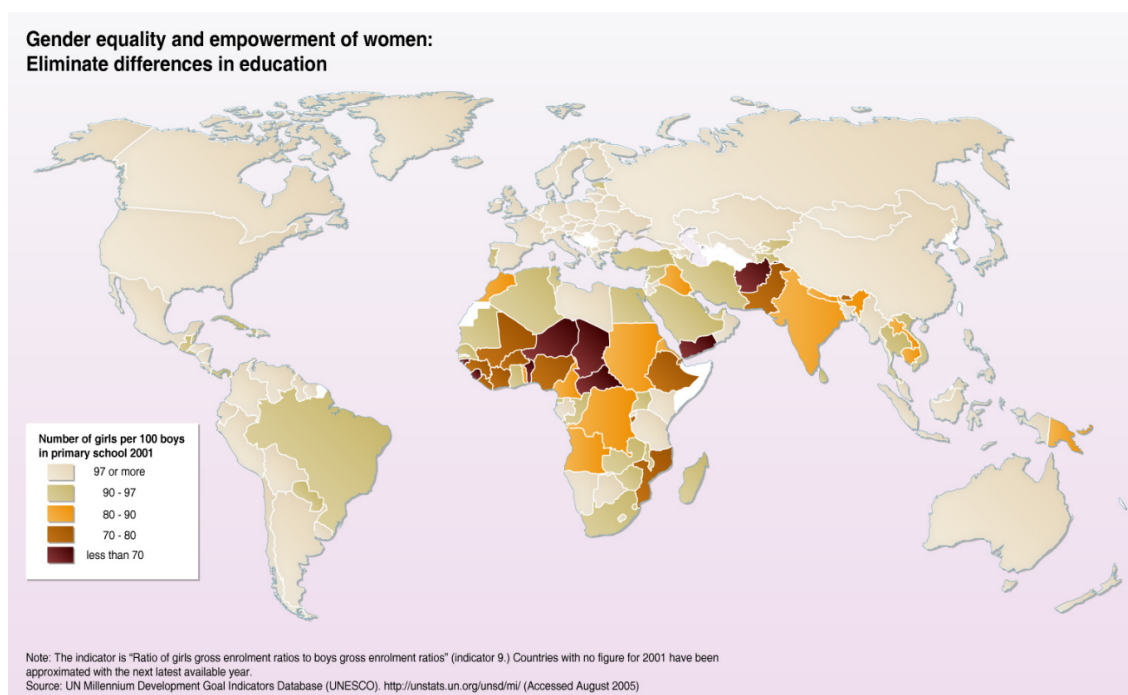 Gender equality and empowerment of women:
Eliminate differences in education
Number of girls per 100 boys
in primary school 2001
97 or more
90 - 97
80 - 90
70 - 80
less than 70
Note: The indicator is “Ratio of girls gross enrolment ratios to boys gross enrolment ratios” (indicator 9.) Countries with no figure for 2001 have been
approximated with the next latest available year.
Source: UN Millennium Development Goal Indicators Database (UNESCO). http://unstats.un.org/unsd/mi/ (Accessed August 2005)